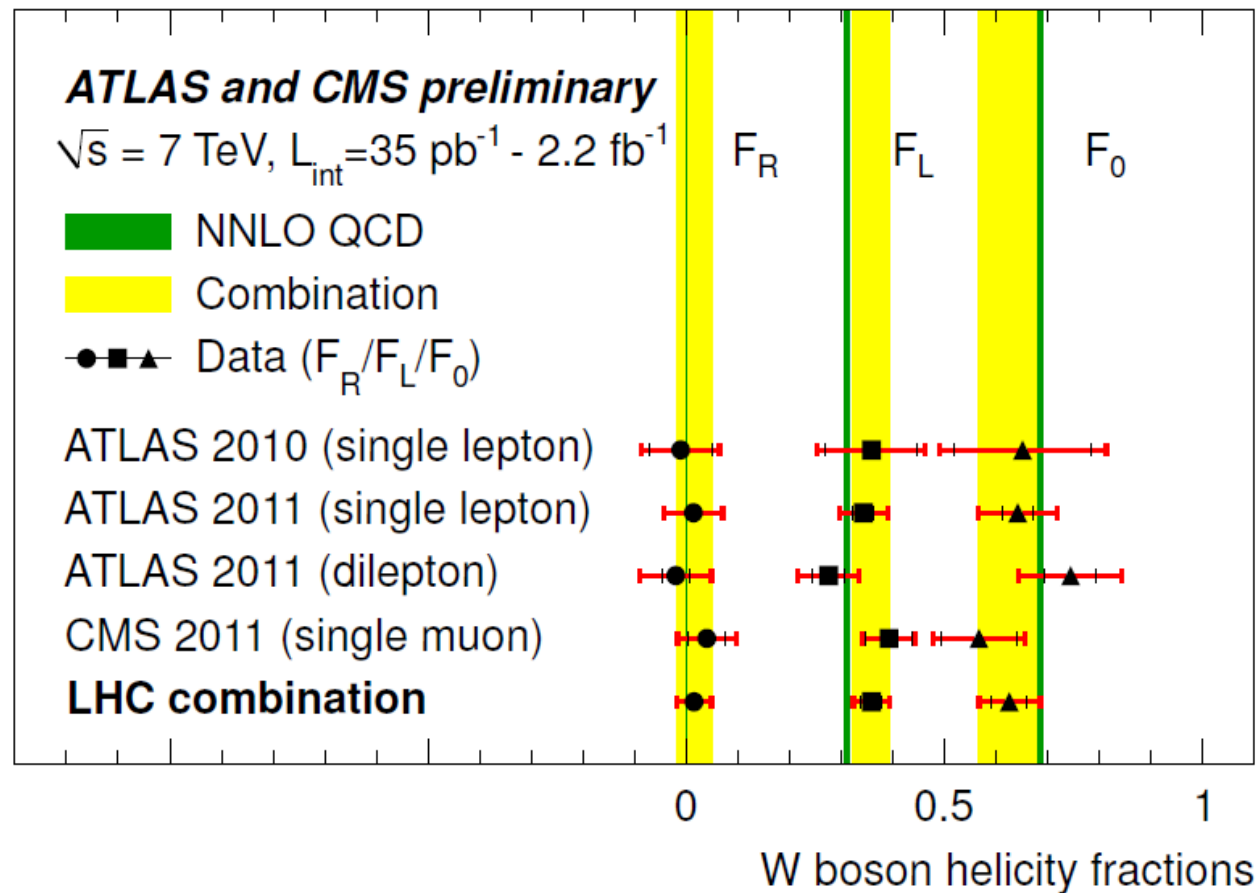 ATLAS and CMS preliminary
√s = 7 TeV, L_int=35 pb⁻¹ - 2.2 fb⁻¹
F_R F_L F_0
NNLO QCD
Combination
Data (F_R/F_L/F_0)
ATLAS 2010 (single lepton)
ATLAS 2011 (single lepton)
ATLAS 2011 (dilepton)
CMS 2011 (single muon)
LHC combination
0 0.5 1
W boson helicity fractions